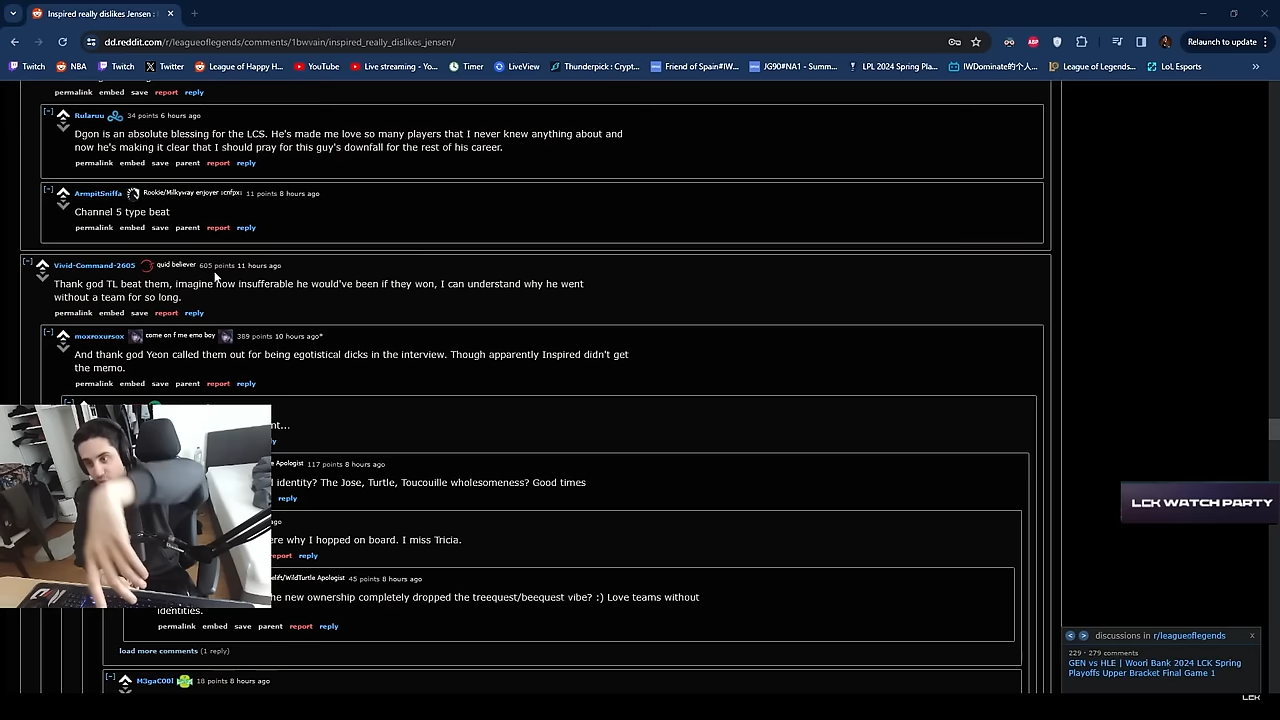 Inspired really dislikes Jensen :
dd.reddit.com/r/leagueoflegends/comments/1bwvain/inspired_really_dislikes_jensen/
Relaunch to update
Twitch NBA Twitch Twitter League of Happy H... YouTube Live streaming - Yo... Timer LiveView Thunderpick : Crypt... Friend of Spain#IW... JG90#NA1 - Summ... LPL 2024 Spring Pla... IWDominate的个人... League of Legends... LoL Esports
permalink embed save report reply
[-] Rularuu 34 points 6 hours ago
Dgon is an absolute blessing for the LCS. He's made me love so many players that I never knew anything about and
now he's making it clear that I should pray for this guy's downfall for the rest of his career.
permalink embed save parent report reply
[-] ArmpitSniffa Rookie/Milkyway enjoyer :cnfpx: 11 points 8 hours ago
Channel 5 type beat
permalink embed save parent report reply
[-] Vivid-Command-2605 quid believer 605 points 11 hours ago
Thank god TL beat them, imagine how insufferable he would've been if they won, I can understand why he went
without a team for so long.
permalink embed save report reply
[-] moxroxursox come on f me emo boy 389 points 10 hours ago*
And thank god Yeon called them out for being egotistical dicks in the interview. Though apparently Inspired didn't get
the memo.
permalink embed save parent report reply
Apologist 117 points 8 hours ago
identity? The Jose, Turtle, Toucouille wholesomeness? Good times
reply
why I hopped on board. I miss Tricia.
report reply
/WildTurtle Apologist 45 points 8 hours ago
new ownership completely dropped the treequest/beequest vibe? :) Love teams without
identities.
permalink embed save parent report reply
load more comments (1 reply)
[-] M3gaC00l 18 points 8 hours ago
LCK WATCH PARTY
< > discussions in r/leagueoflegends X
229 · 279 comments
GEN vs HLE | Woori Bank 2024 LCK Spring
Playoffs Upper Bracket Final Game 1
LCK